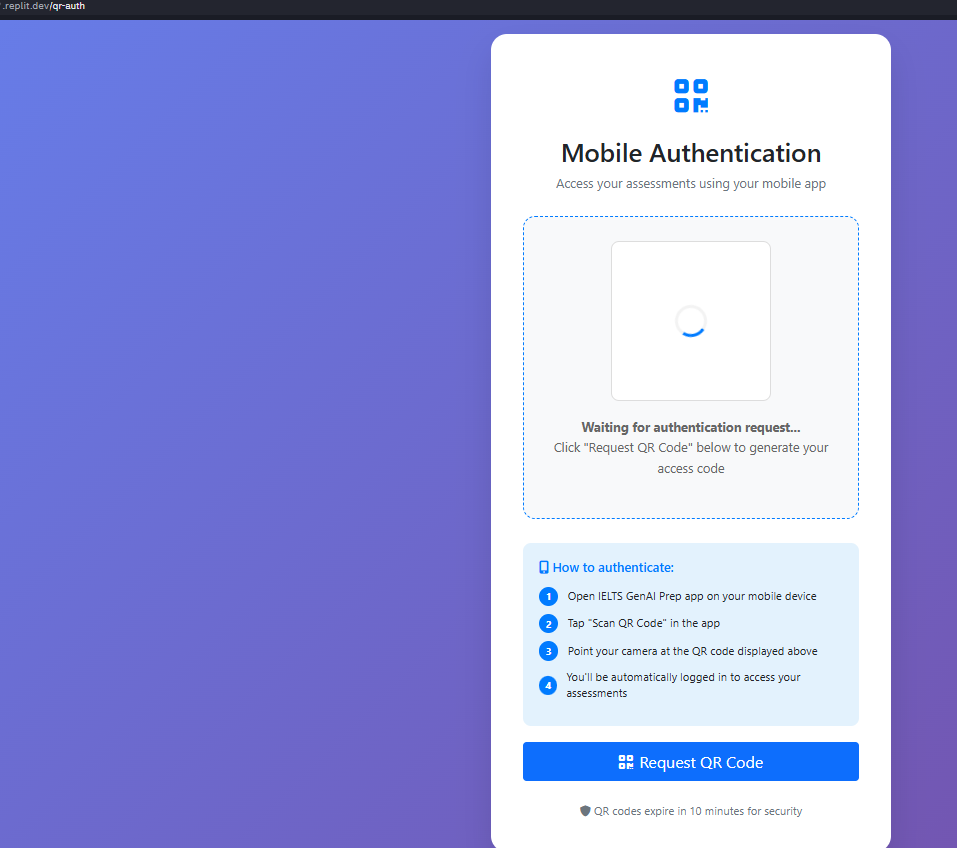 .replit.dev/qr-auth
Mobile Authentication
Access your assessments using your mobile app
Waiting for authentication request...
Click "Request QR Code" below to generate your
access code
How to authenticate:
1 Open IELTS GenAI Prep app on your mobile device
2 Tap "Scan QR Code" in the app
3 Point your camera at the QR code displayed above
4 You'll be automatically logged in to access your
assessments
Request QR Code
QR codes expire in 10 minutes for security